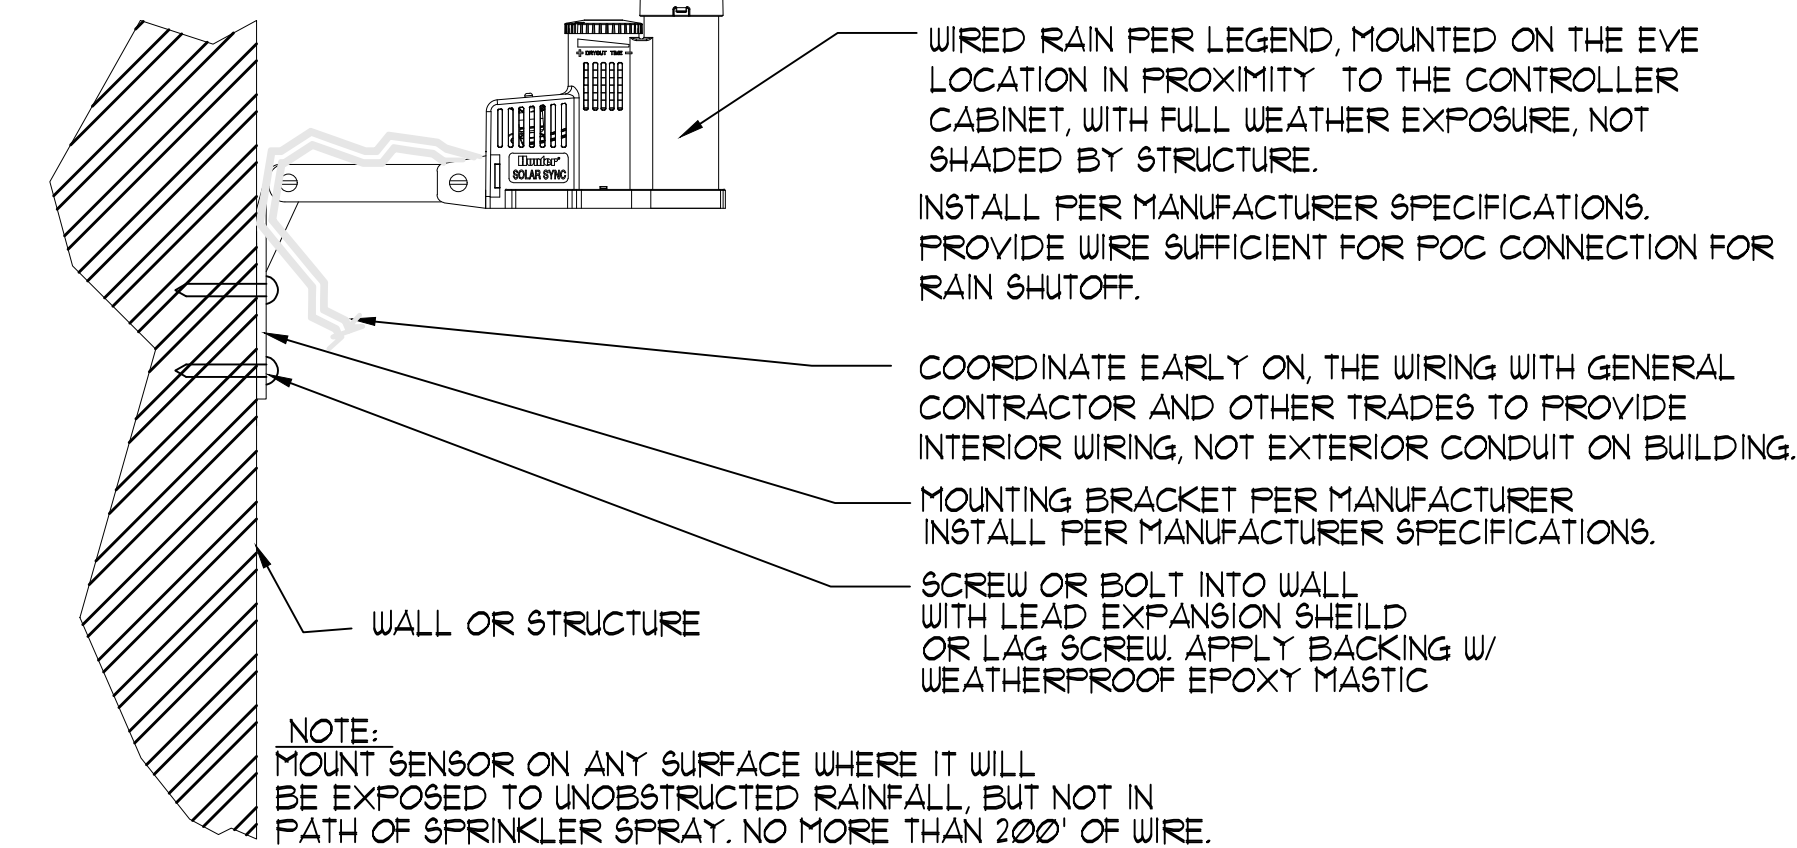 + DRYOUT TIME -
Hunter®
SOLAR SYNC
WIRED RAIN PER LEGEND, MOUNTED ON THE EVE
LOCATION IN PROXIMITY TO THE CONTROLLER
CABINET, WITH FULL WEATHER EXPOSURE, NOT
SHADED BY STRUCTURE.
INSTALL PER MANUFACTURER SPECIFICATIONS.
PROVIDE WIRE SUFFICIENT FOR POC CONNECTION FOR
RAIN SHUTOFF.
COORDINATE EARLY ON, THE WIRING WITH GENERAL
CONTRACTOR AND OTHER TRADES TO PROVIDE
INTERIOR WIRING, NOT EXTERIOR CONDUIT ON BUILDING.
MOUNTING BRACKET PER MANUFACTURER
INSTALL PER MANUFACTURER SPECIFICATIONS.
SCREW OR BOLT INTO WALL
WITH LEAD EXPANSION SHEILD
OR LAG SCREW. APPLY BACKING W/
WEATHERPROOF EPOXY MASTIC
WALL OR STRUCTURE
NOTE:
MOUNT SENSOR ON ANY SURFACE WHERE IT WILL
BE EXPOSED TO UNOBSTRUCTED RAINFALL, BUT NOT IN
PATH OF SPRINKLER SPRAY. NO MORE THAN 200' OF WIRE.